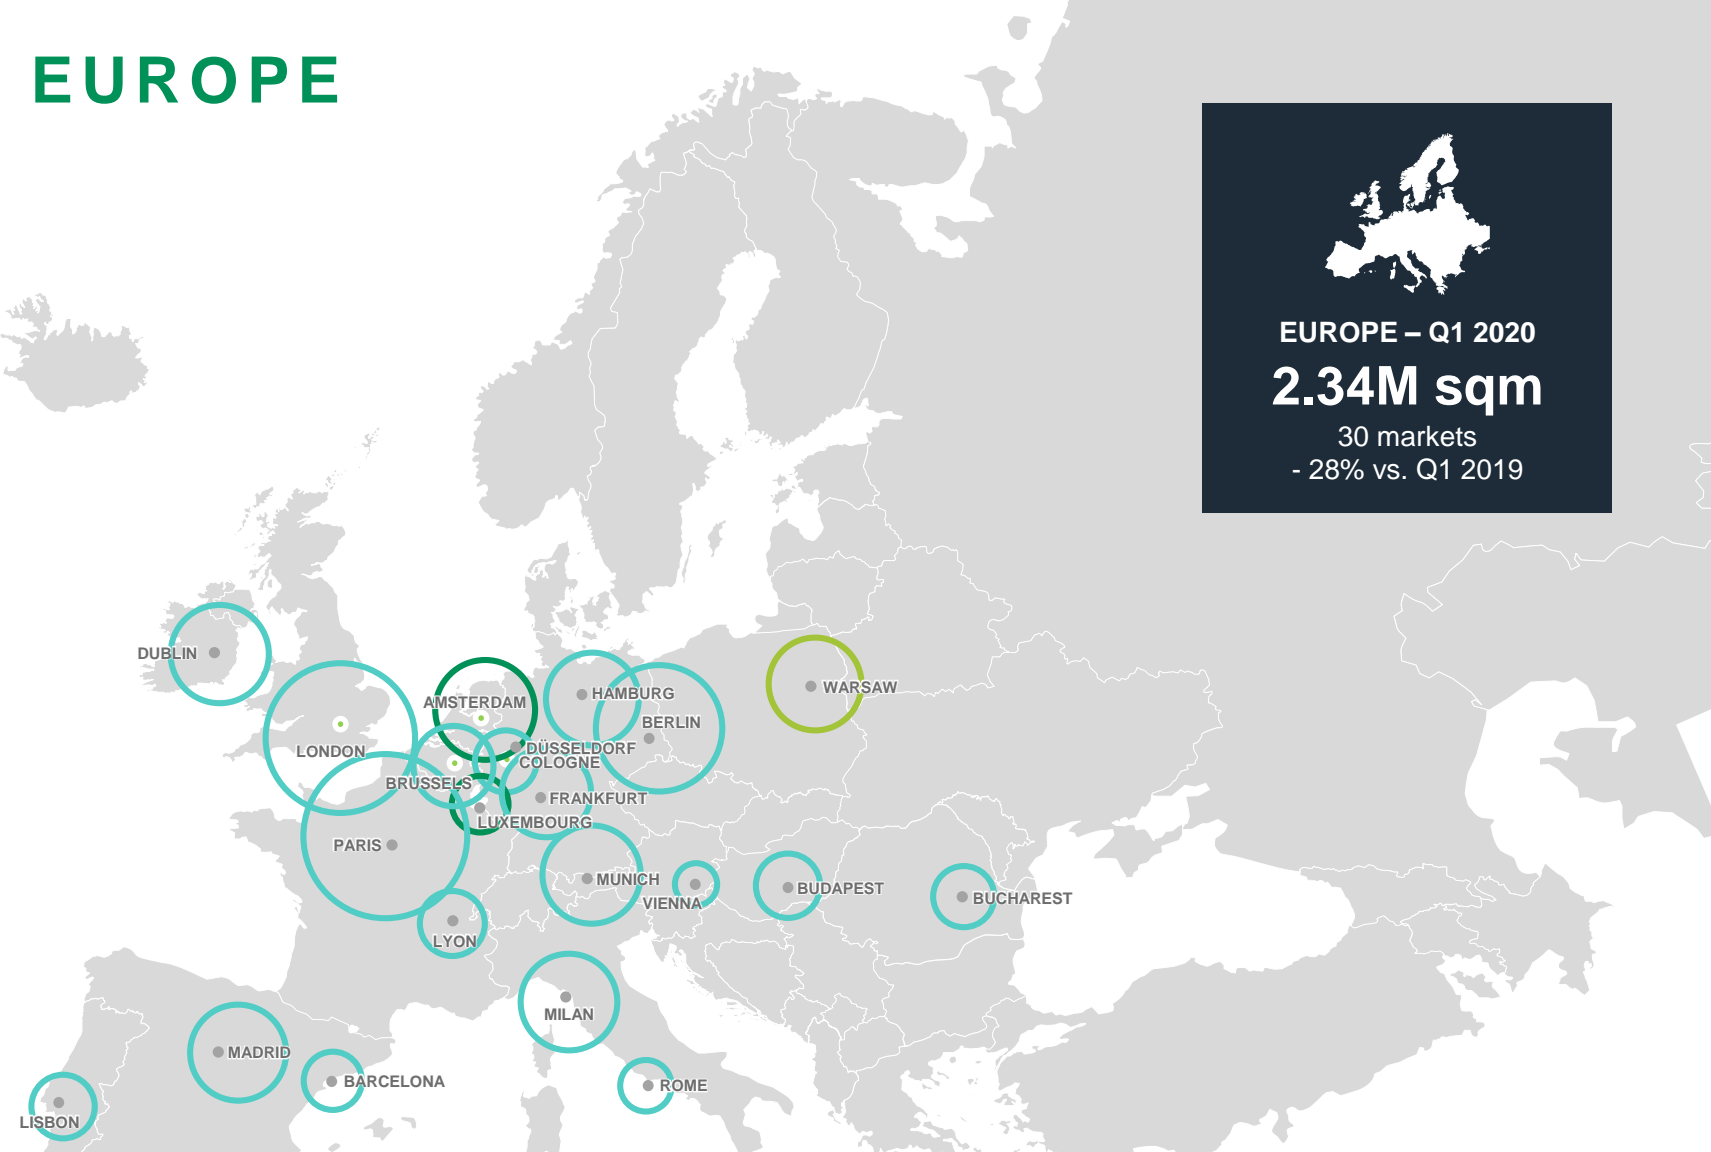 EUROPE
EUROPE – Q1 2020
2.34M sqm
30 markets
- 28% vs. Q1 2019
DUBLIN
LONDON
AMSTERDAM
HAMBURG
BERLIN
WARSAW
DÜSSELDORF
COLOGNE
BRUSSELS
FRANKFURT
LUXEMBOURG
PARIS
MUNICH
VIENNA
BUDAPEST
BUCHAREST
LYON
MILAN
MADRID
BARCELONA
ROME
LISBON